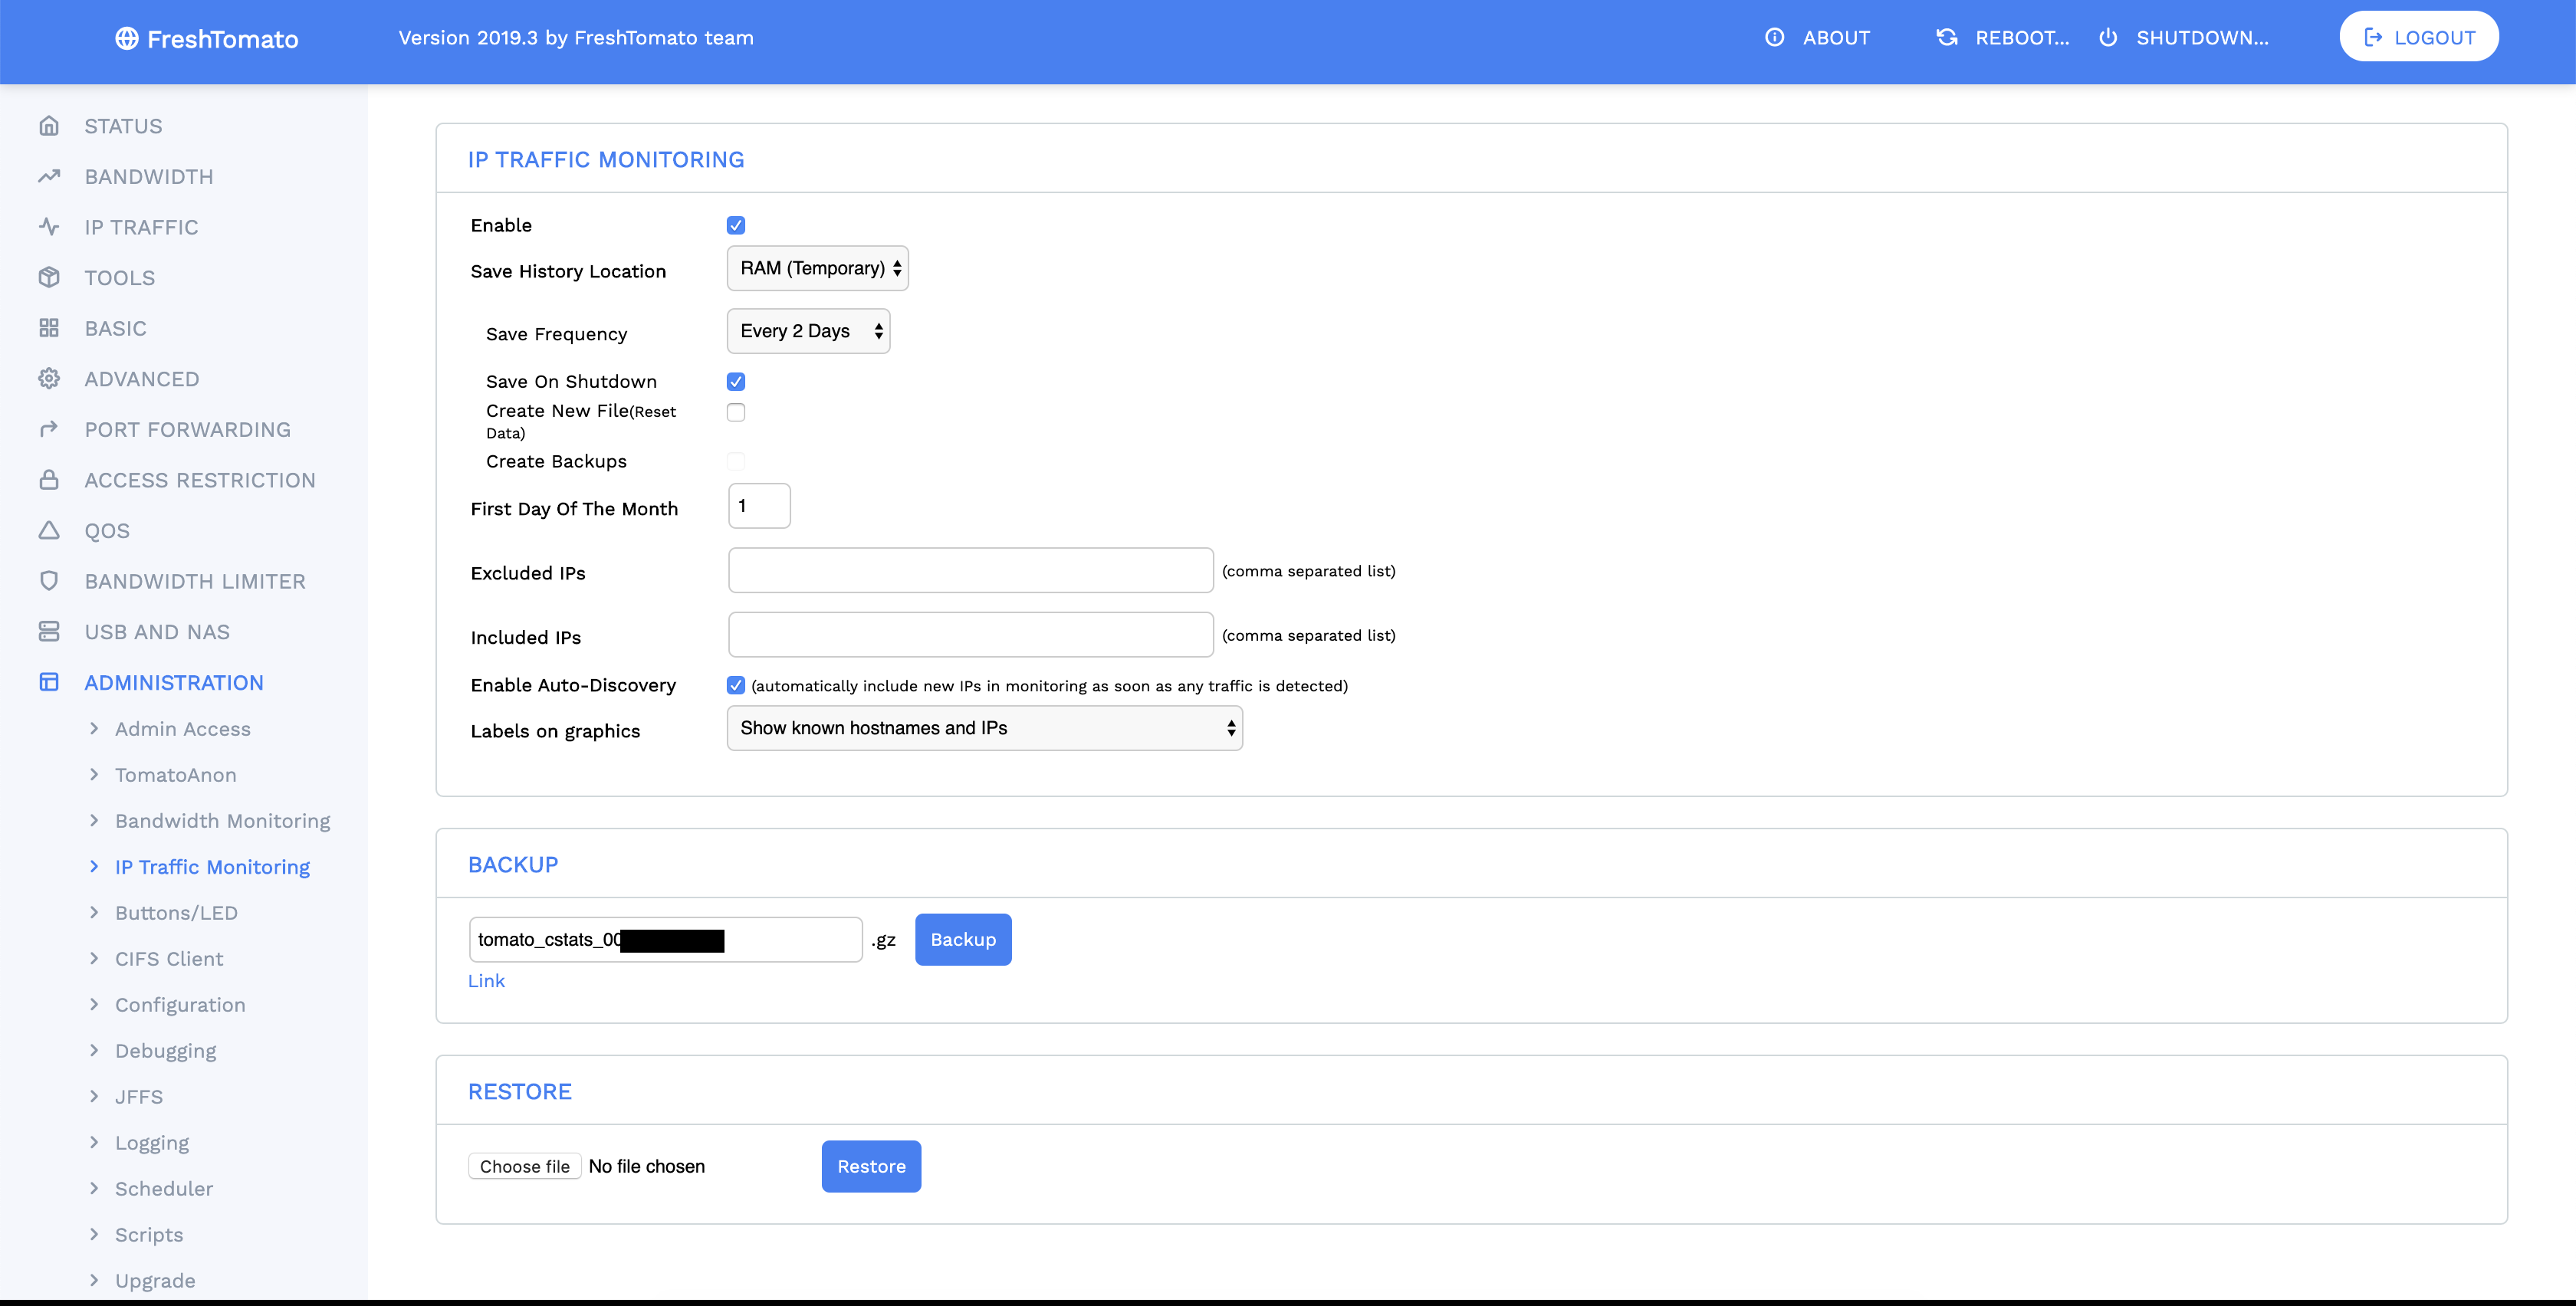 FreshTomato
Version 2019.3 by FreshTomato team
ABOUT
REBOOT...
SHUTDOWN...
LOGOUT
STATUS
BANDWIDTH
IP TRAFFIC
TOOLS
BASIC
ADVANCED
PORT FORWARDING
ACCESS RESTRICTION
QOS
BANDWIDTH LIMITER
USB AND NAS
ADMINISTRATION
Admin Access
TomatoAnon
Bandwidth Monitoring
IP Traffic Monitoring
Buttons/LED
CIFS Client
Configuration
Debugging
JFFS
Logging
Scheduler
Scripts
Upgrade
IP TRAFFIC MONITORING
Enable
Save History Location RAM (Temporary)
Save Frequency Every 2 Days
Save On Shutdown
Create New File(Reset
Data)
Create Backups
First Day Of The Month 1
Excluded IPs (comma separated list)
Included IPs (comma separated list)
Enable Auto-Discovery (automatically include new IPs in monitoring as soon as any traffic is detected)
Labels on graphics Show known hostnames and IPs
BACKUP
tomato_cstats_00 .gz Backup
Link
RESTORE
Choose file No file chosen Restore